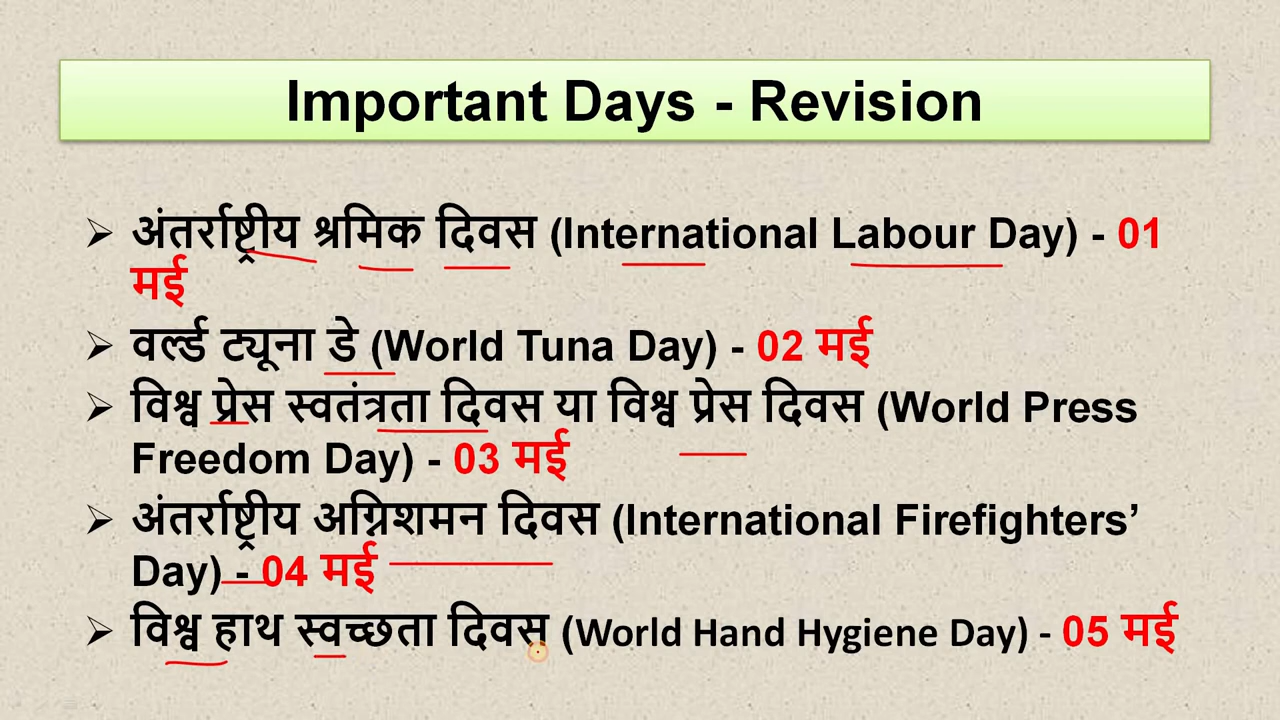 Important Days - Revision
➢ अंतर्राष्ट्रीय श्रमिक दिवस (International Labour Day) - 01
मई
➢ वर्ल्ड ट्यूना डे (World Tuna Day) - 02 मई
➢ विश्व प्रेस स्वतंत्रता दिवस या विश्व प्रेस दिवस (World Press
Freedom Day) - 03 मई
➢ अंतर्राष्ट्रीय अग्निशमन दिवस (International Firefighters’
Day) - 04 मई
➢ विश्व हाथ स्वच्छता दिवस (World Hand Hygiene Day) - 05 मई